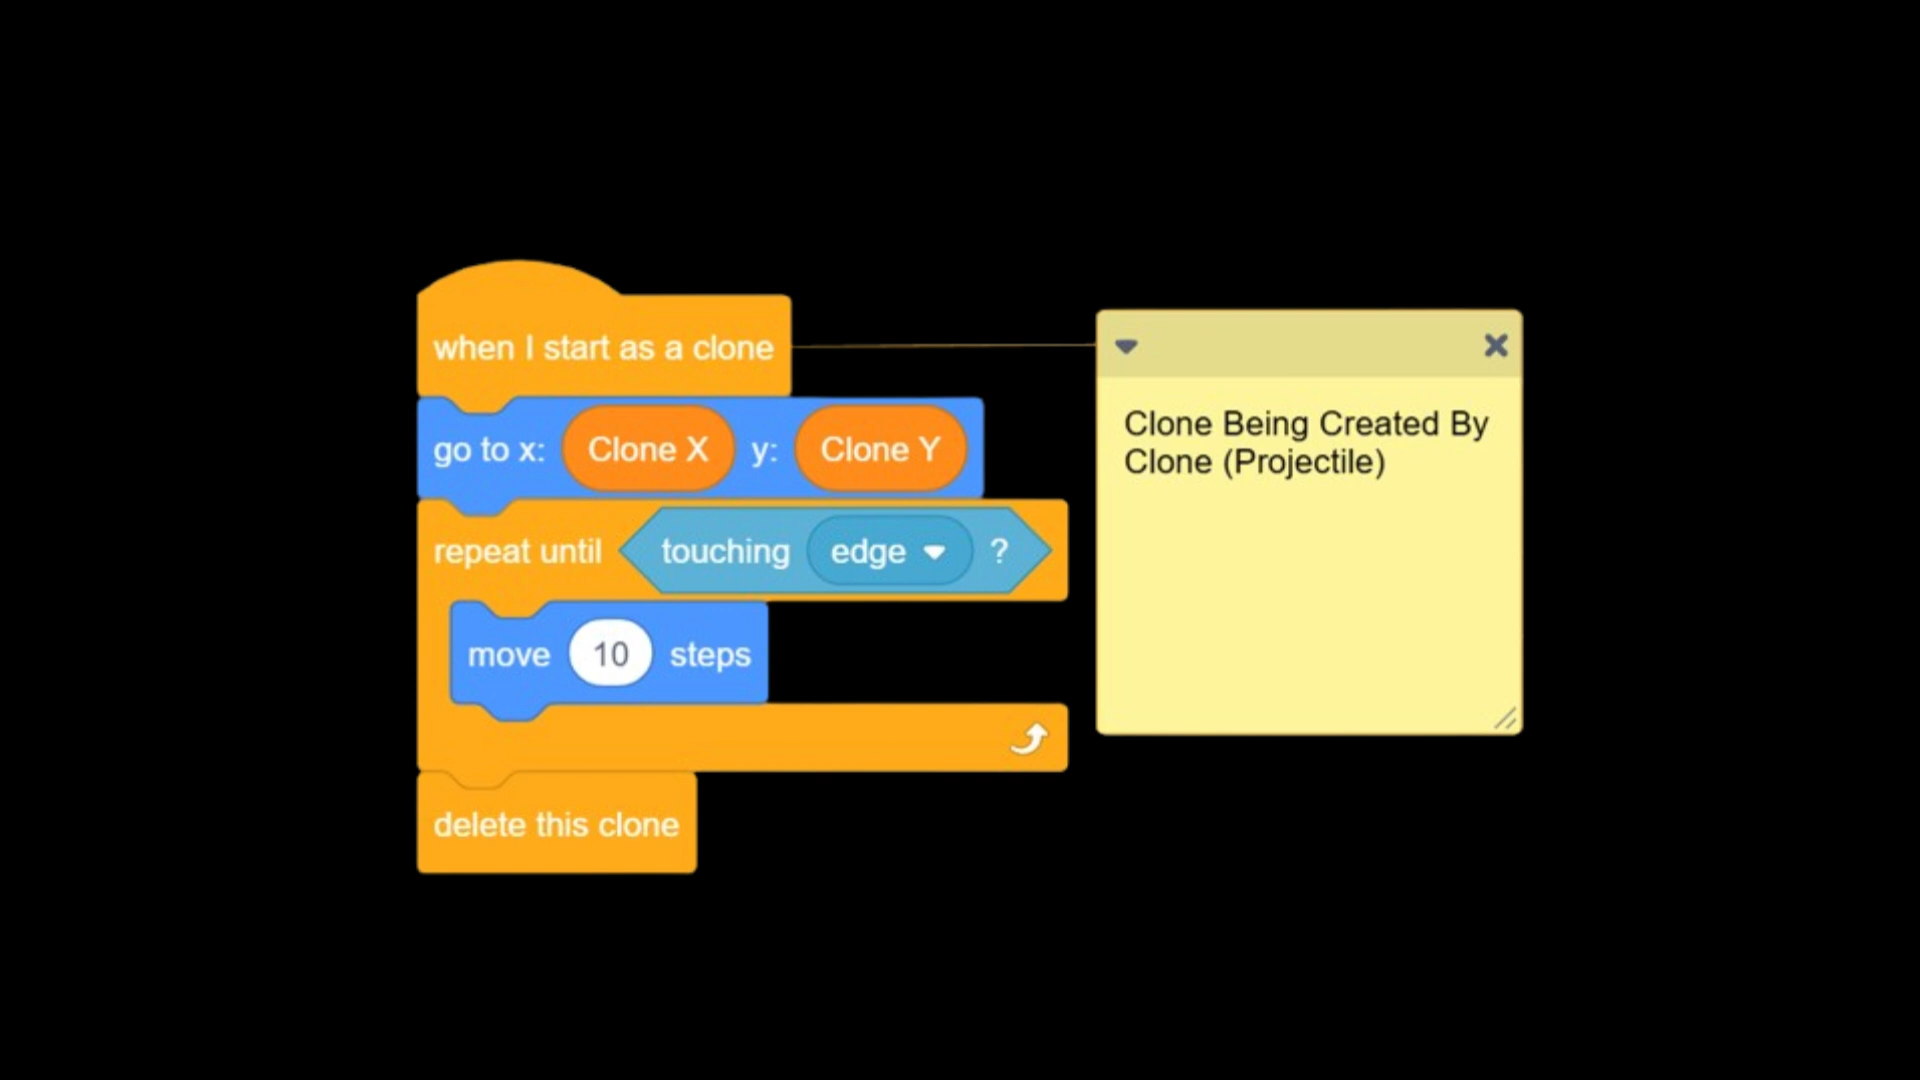 when I start as a clone
go to x: Clone X y: Clone Y
repeat until touching edge ?
move 10 steps
delete this clone
Clone Being Created By
Clone (Projectile)